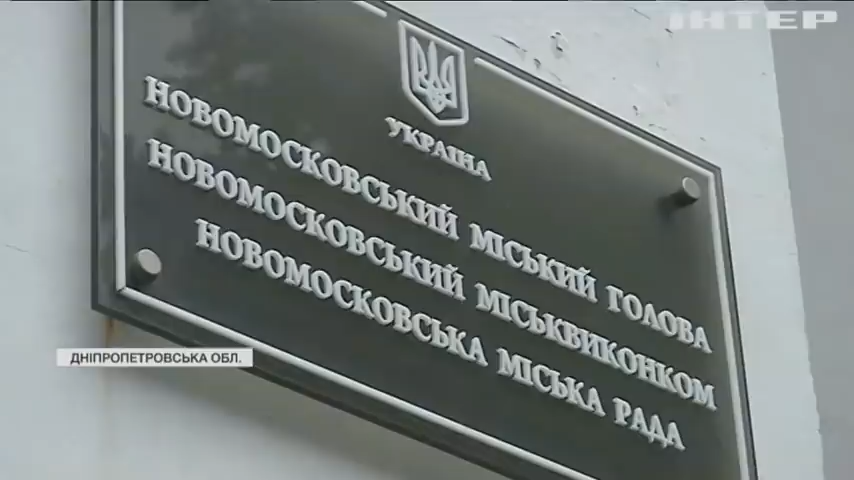 ІНТЕР
УКРАЇНА
НОВОМОСКОВСЬКИЙ МІСЬКИЙ ГОЛОВА
НОВОМОСКОВСЬКИЙ МІСЬКВИКОНКОМ
НОВОМОСКОВСЬКА МІСЬКА РАДА
ДНІПРОПЕТРОВСЬКА ОБЛ.